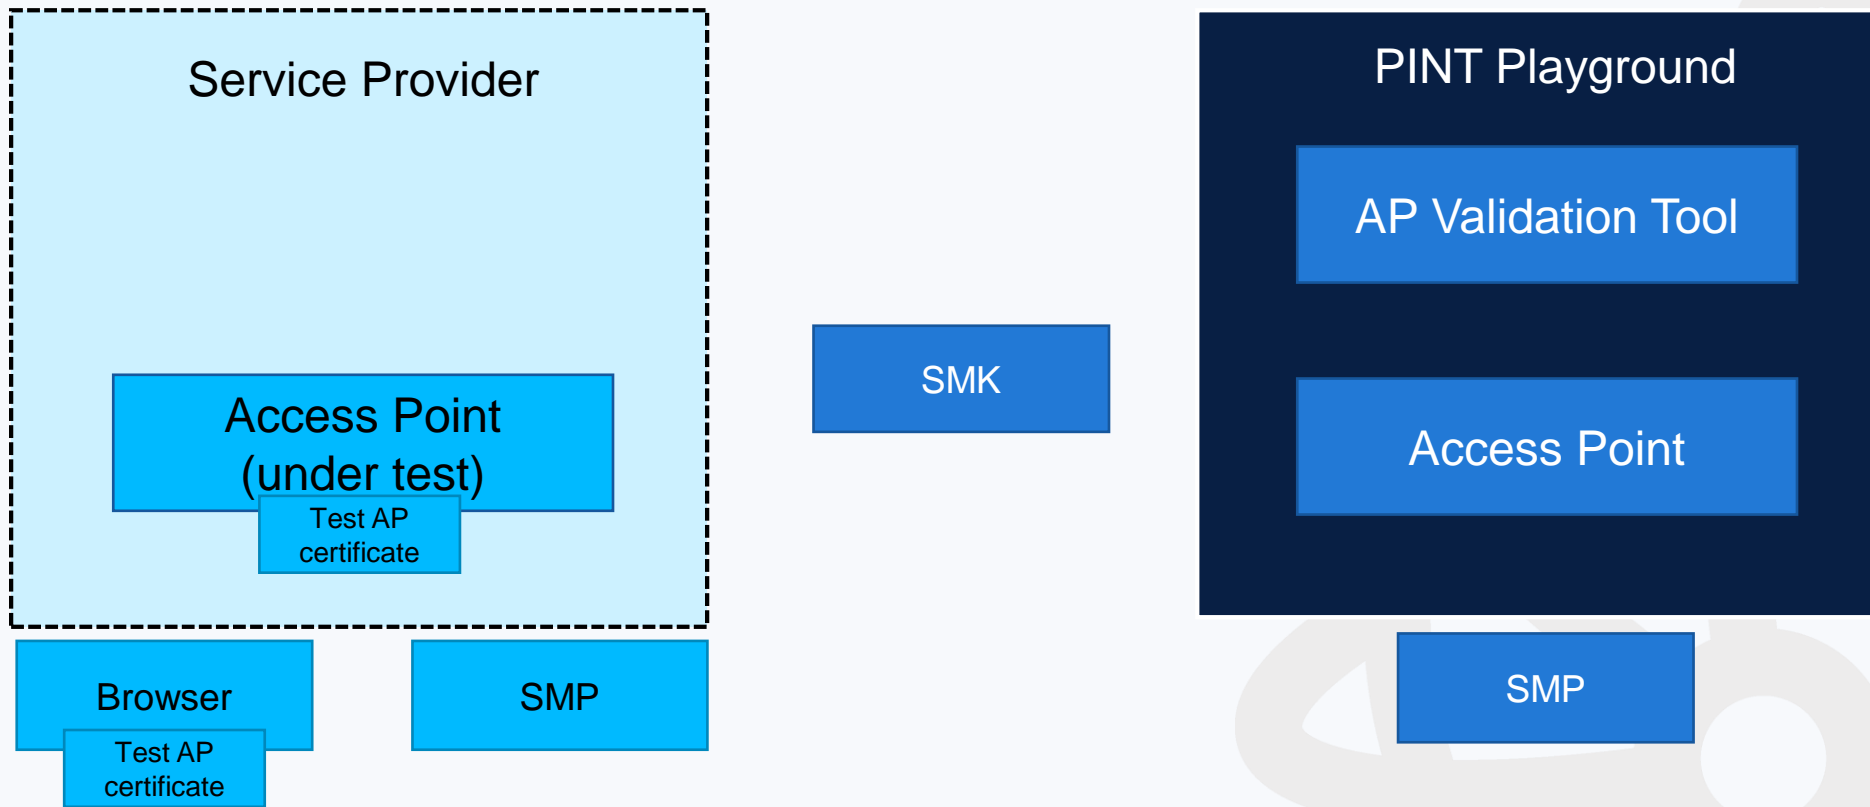 Service Provider
Access Point
(under test)
Test AP
certificate
Browser
Test AP
certificate
SMP
SMK
PINT Playground
AP Validation Tool
Access Point
SMP